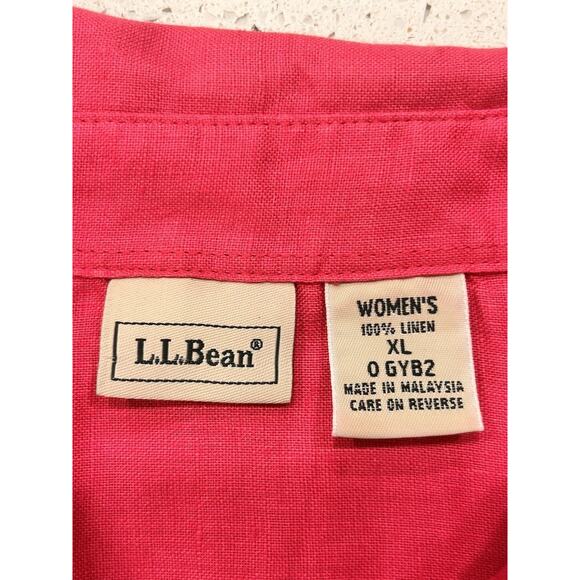 L.L.Bean®
WOMEN'S
100% LINEN
XL
0 GYB2
MADE IN MALAYSIA
CARE ON REVERSE